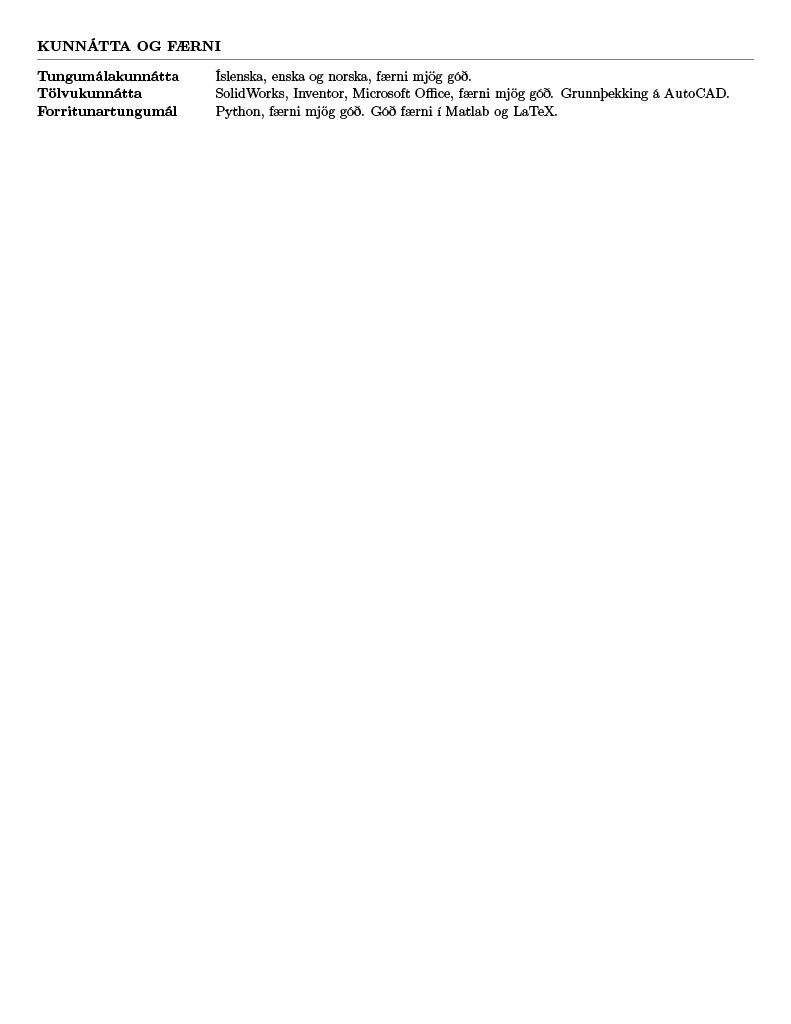 KUNNÁTTA OG FÆRNI
Tungumálakunnátta Íslenska, enska og norska, færni mjög góð.
Tölvukunnátta SolidWorks, Inventor, Microsoft Office, færni mjög góð. Grunnþekking á AutoCAD.
Forritunartungumál Python, færni mjög góð. Góð færni í Matlab og LaTeX.